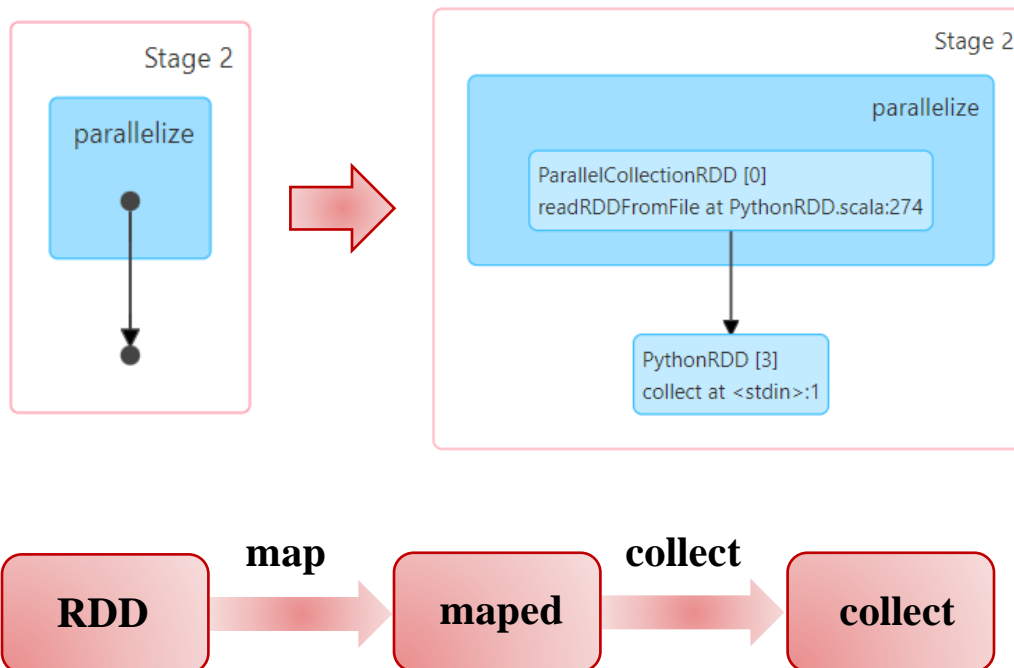 Stage 2
parallelize
Stage 2
parallelize
ParallelCollectionRDD [0]
readRDDFromFile at PythonRDD.scala:274
PythonRDD [3]
collect at <stdin>:1
map
collect
RDD
maped
collect